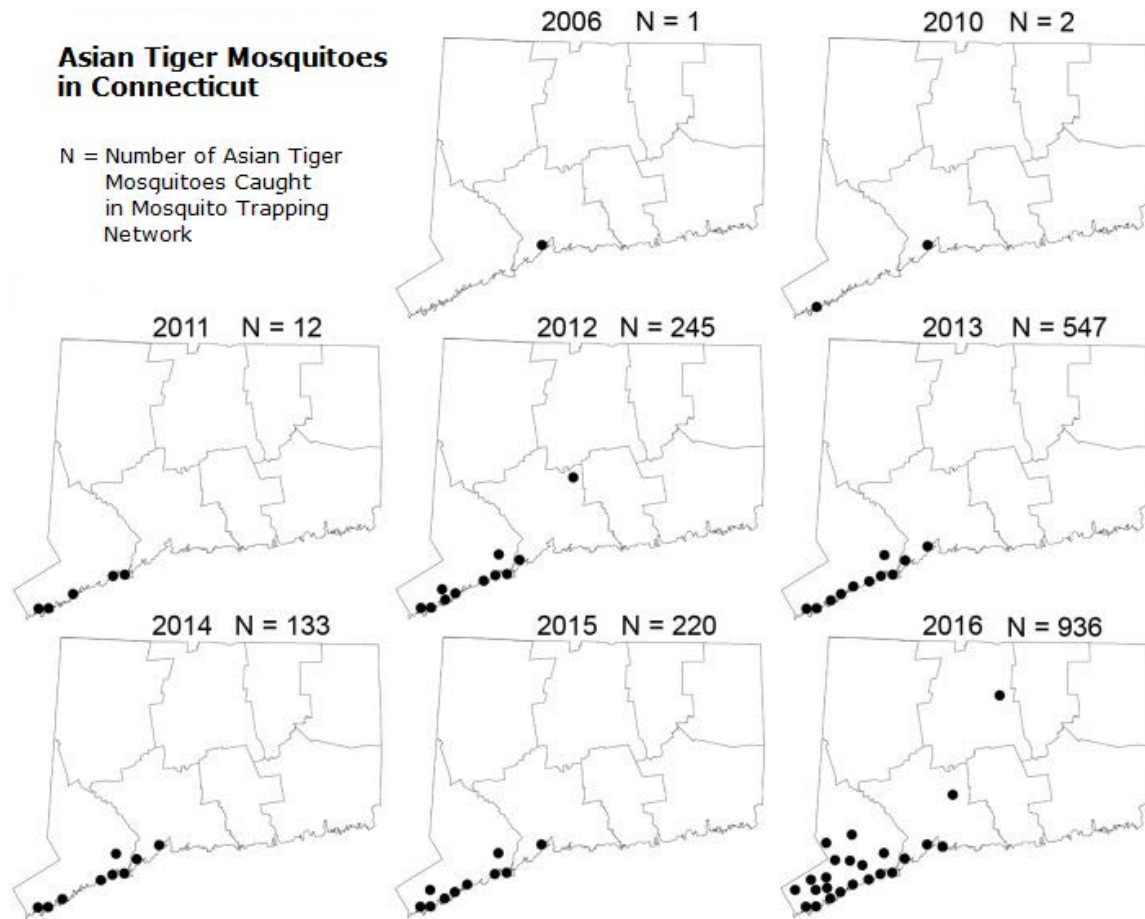 Asian Tiger Mosquitoes
in Connecticut
N = Number of Asian Tiger
Mosquitoes Caught
in Mosquito Trapping
Network
2006 N = 1
2010 N = 2
2011 N = 12
2012 N = 245
2013 N = 547
2014 N = 133
2015 N = 220
2016 N = 936